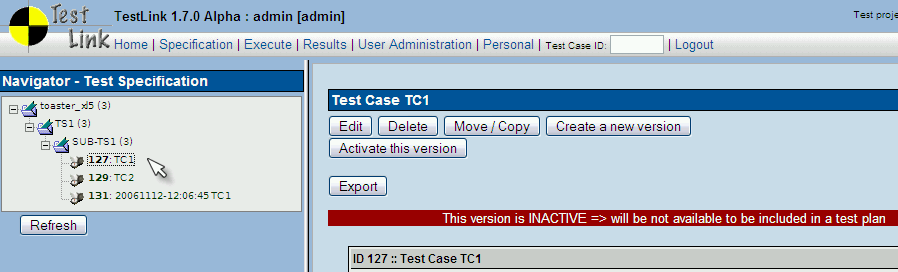 Test Link
TestLink 1.7.0 Alpha : admin [admin]
Test proje
Home | Specification | Execute | Results | User Administration | Personal | Test Case ID: | Logout
Navigator - Test Specification
toaster_xl5 (3)
TS1 (3)
SUB-TS1 (3)
127: TC1
129: TC2
131: 20061112-12:06:45 TC1
Refresh
Test Case TC1
Edit Delete Move / Copy Create a new version
Activate this version
Export
This version is INACTIVE => will be not available to be included in a test plan
ID 127 :: Test Case TC1